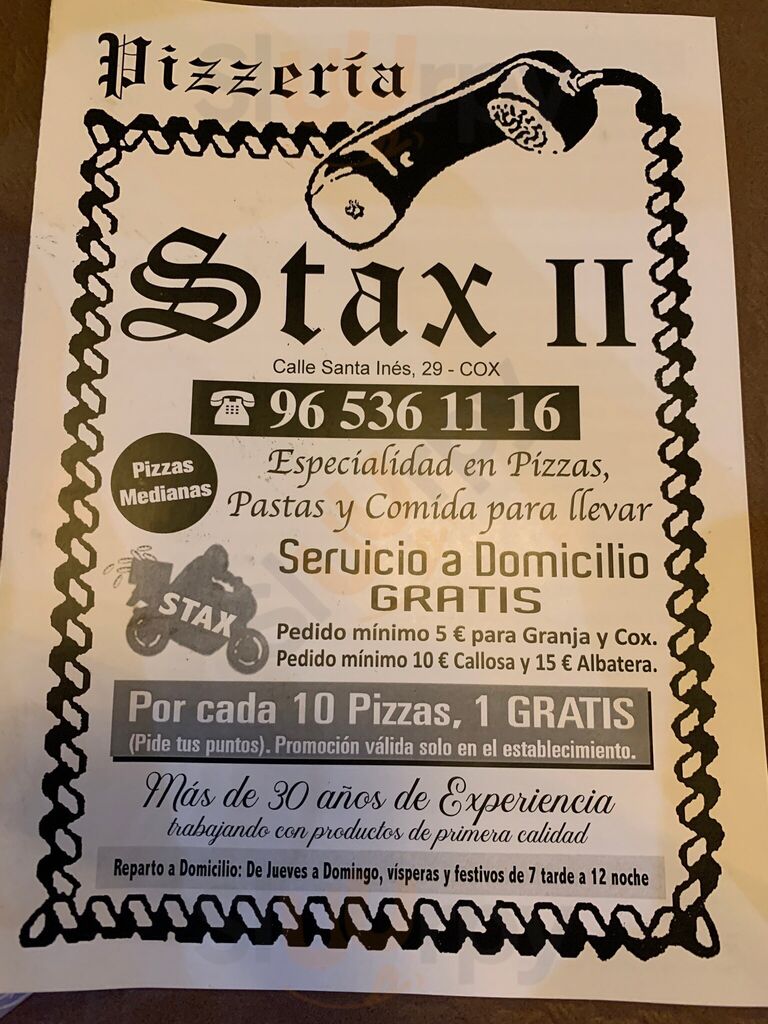 Pizzería
Stax II
Calle Santa Inés, 29 - COX
96 536 11 16
Pizzas
Medianas
Especialidad en Pizzas,
Pastas y Comida para llevar
Servicio a Domicilio
GRATIS
STAX
Pedido mínimo 5 € para Granja y Cox.
Pedido mínimo 10 € Callosa y 15 € Albatera.
Por cada 10 Pizzas, 1 GRATIS
(Pide tus puntos). Promoción válida solo en el establecimiento.
Más de 30 años de Experiencia
trabajando con productos de primera calidad
Reparto a Domicilio: De Jueves a Domingo, vísperas y festivos de 7 tarde a 12 noche